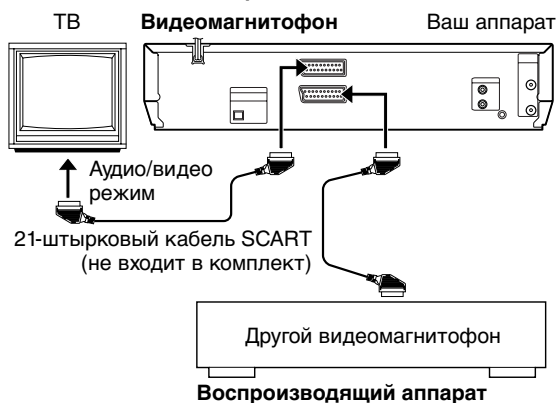 ТВ Видеомагнитофон Ваш аппарат
Аудио/видео
режим
21-штырковый кабель SCART
(не входит в комплект)
Другой видеомагнитофон
Воспроизводящий аппарат